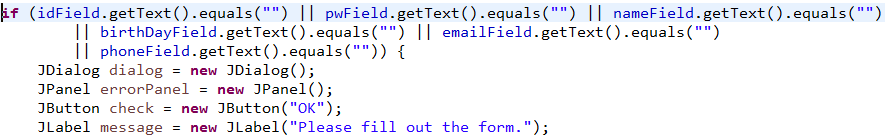 if (idField.getText().equals("") || pwField.getText().equals("") || nameField.getText().equals("")
|| birthDayField.getText().equals("") || emailField.getText().equals("")
|| phoneField.getText().equals("")) {
JDialog dialog = new JDialog();
JPanel errorPanel = new JPanel();
JButton check = new JButton("OK");
JLabel message = new JLabel("Please fill out the form.");